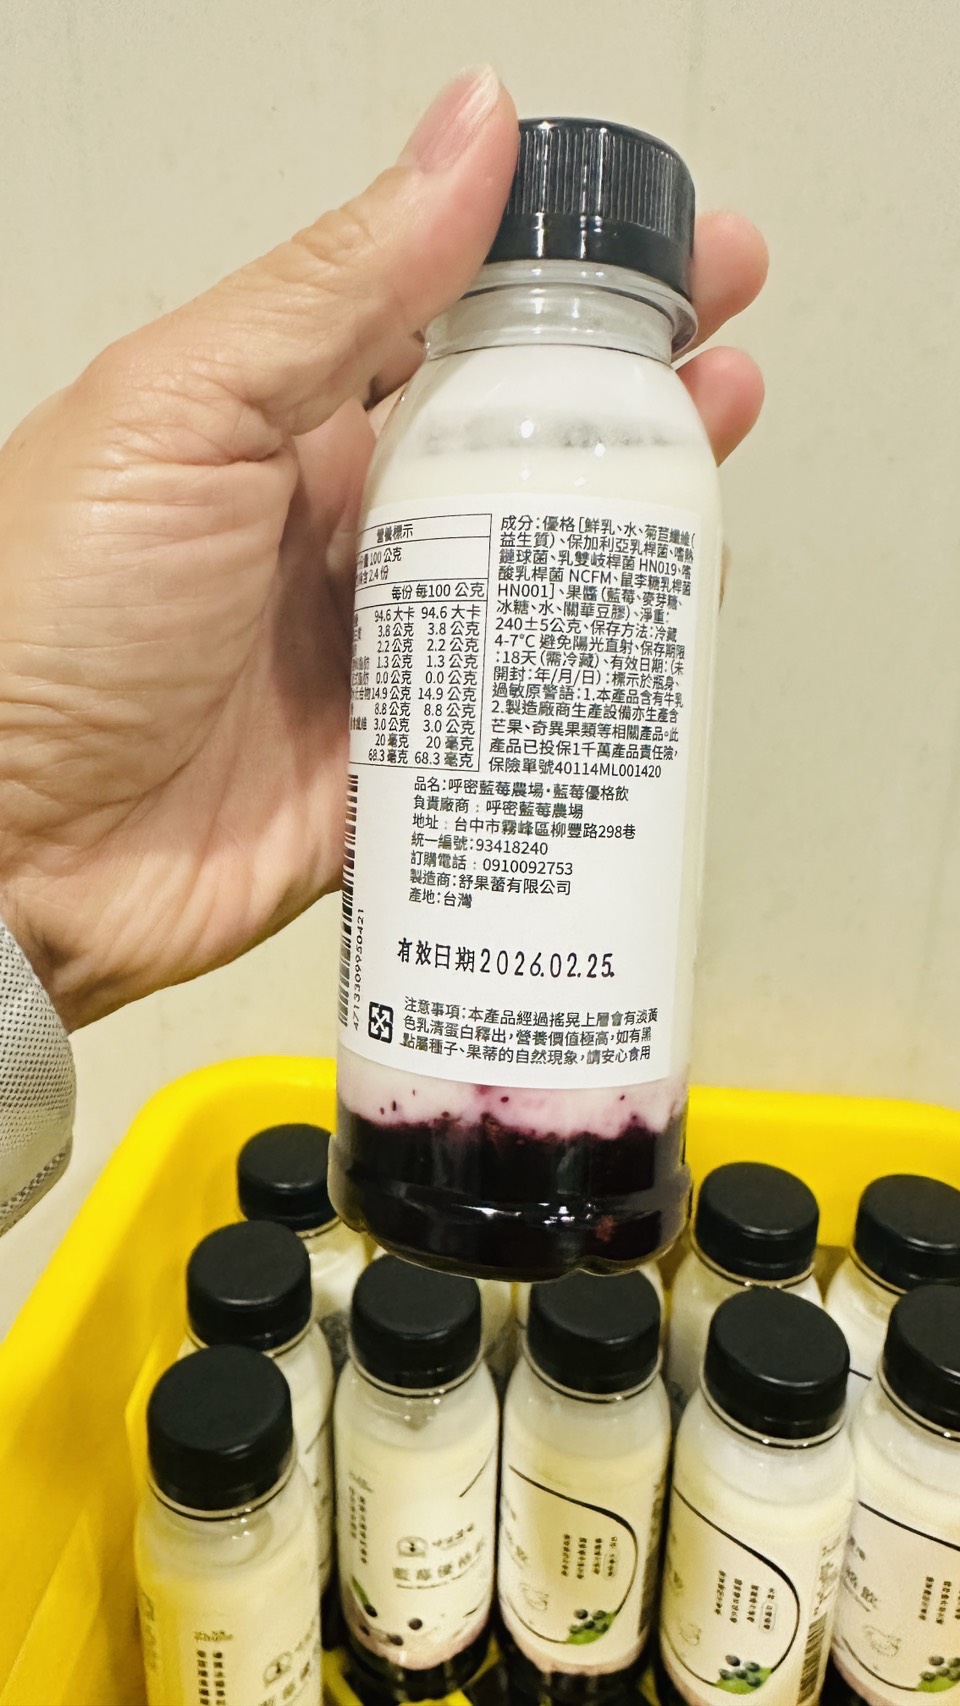 營養標示
100 公克
2.4 份
每份 每100 公克
94.6 大卡 94.6 大卡
3.8 公克 3.8 公克
2.2 公克 2.2 公克
1.3 公克 1.3 公克
0.0 公克 0.0 公克
14.9 公克 14.9 公克
8.8 公克 8.8 公克
3.0 公克 3.0 公克
20 毫克 20 毫克
68.3 毫克 68.3 毫克
成分:優格[鮮乳、水、菊苣纖維(
益生質)、保加利亞乳桿菌、嗜熱
鏈球菌、乳雙歧桿菌 HN019、嗜
酸乳桿菌 NCFM、鼠李糖乳桿菌
HN001]、果醬(藍莓、麥芽糖、
冰糖、水、關華豆膠)、淨重:
240±5公克、保存方法:冷藏
4-7°C 避免陽光直射、保存期限
:18天(需冷藏)、有效日期:(未
開封:年/月/日):標示於瓶身、
過敏原警語:1.本產品含有牛乳
2.製造廠商生產設備亦生產含
芒果、奇異果類等相關產品。此
產品已投保1千萬產品責任險,
保險單號40114ML001420
品名:呼密藍莓農場・藍莓優格飲
負責廠商:呼密藍莓農場
地址:台中市霧峰區柳豐路298巷
統一編號:93418240
訂購電話:0910092753
製造商:舒果蕾有限公司
產地:台灣
有效日期2026.02.25.
4713309950421
注意事項:本產品經過搖晃上層會有淡黃
色乳清蛋白釋出,營養價值極高,如有黑
點屬種子、果蒂的自然現象,請安心食用
藍莓優格飲